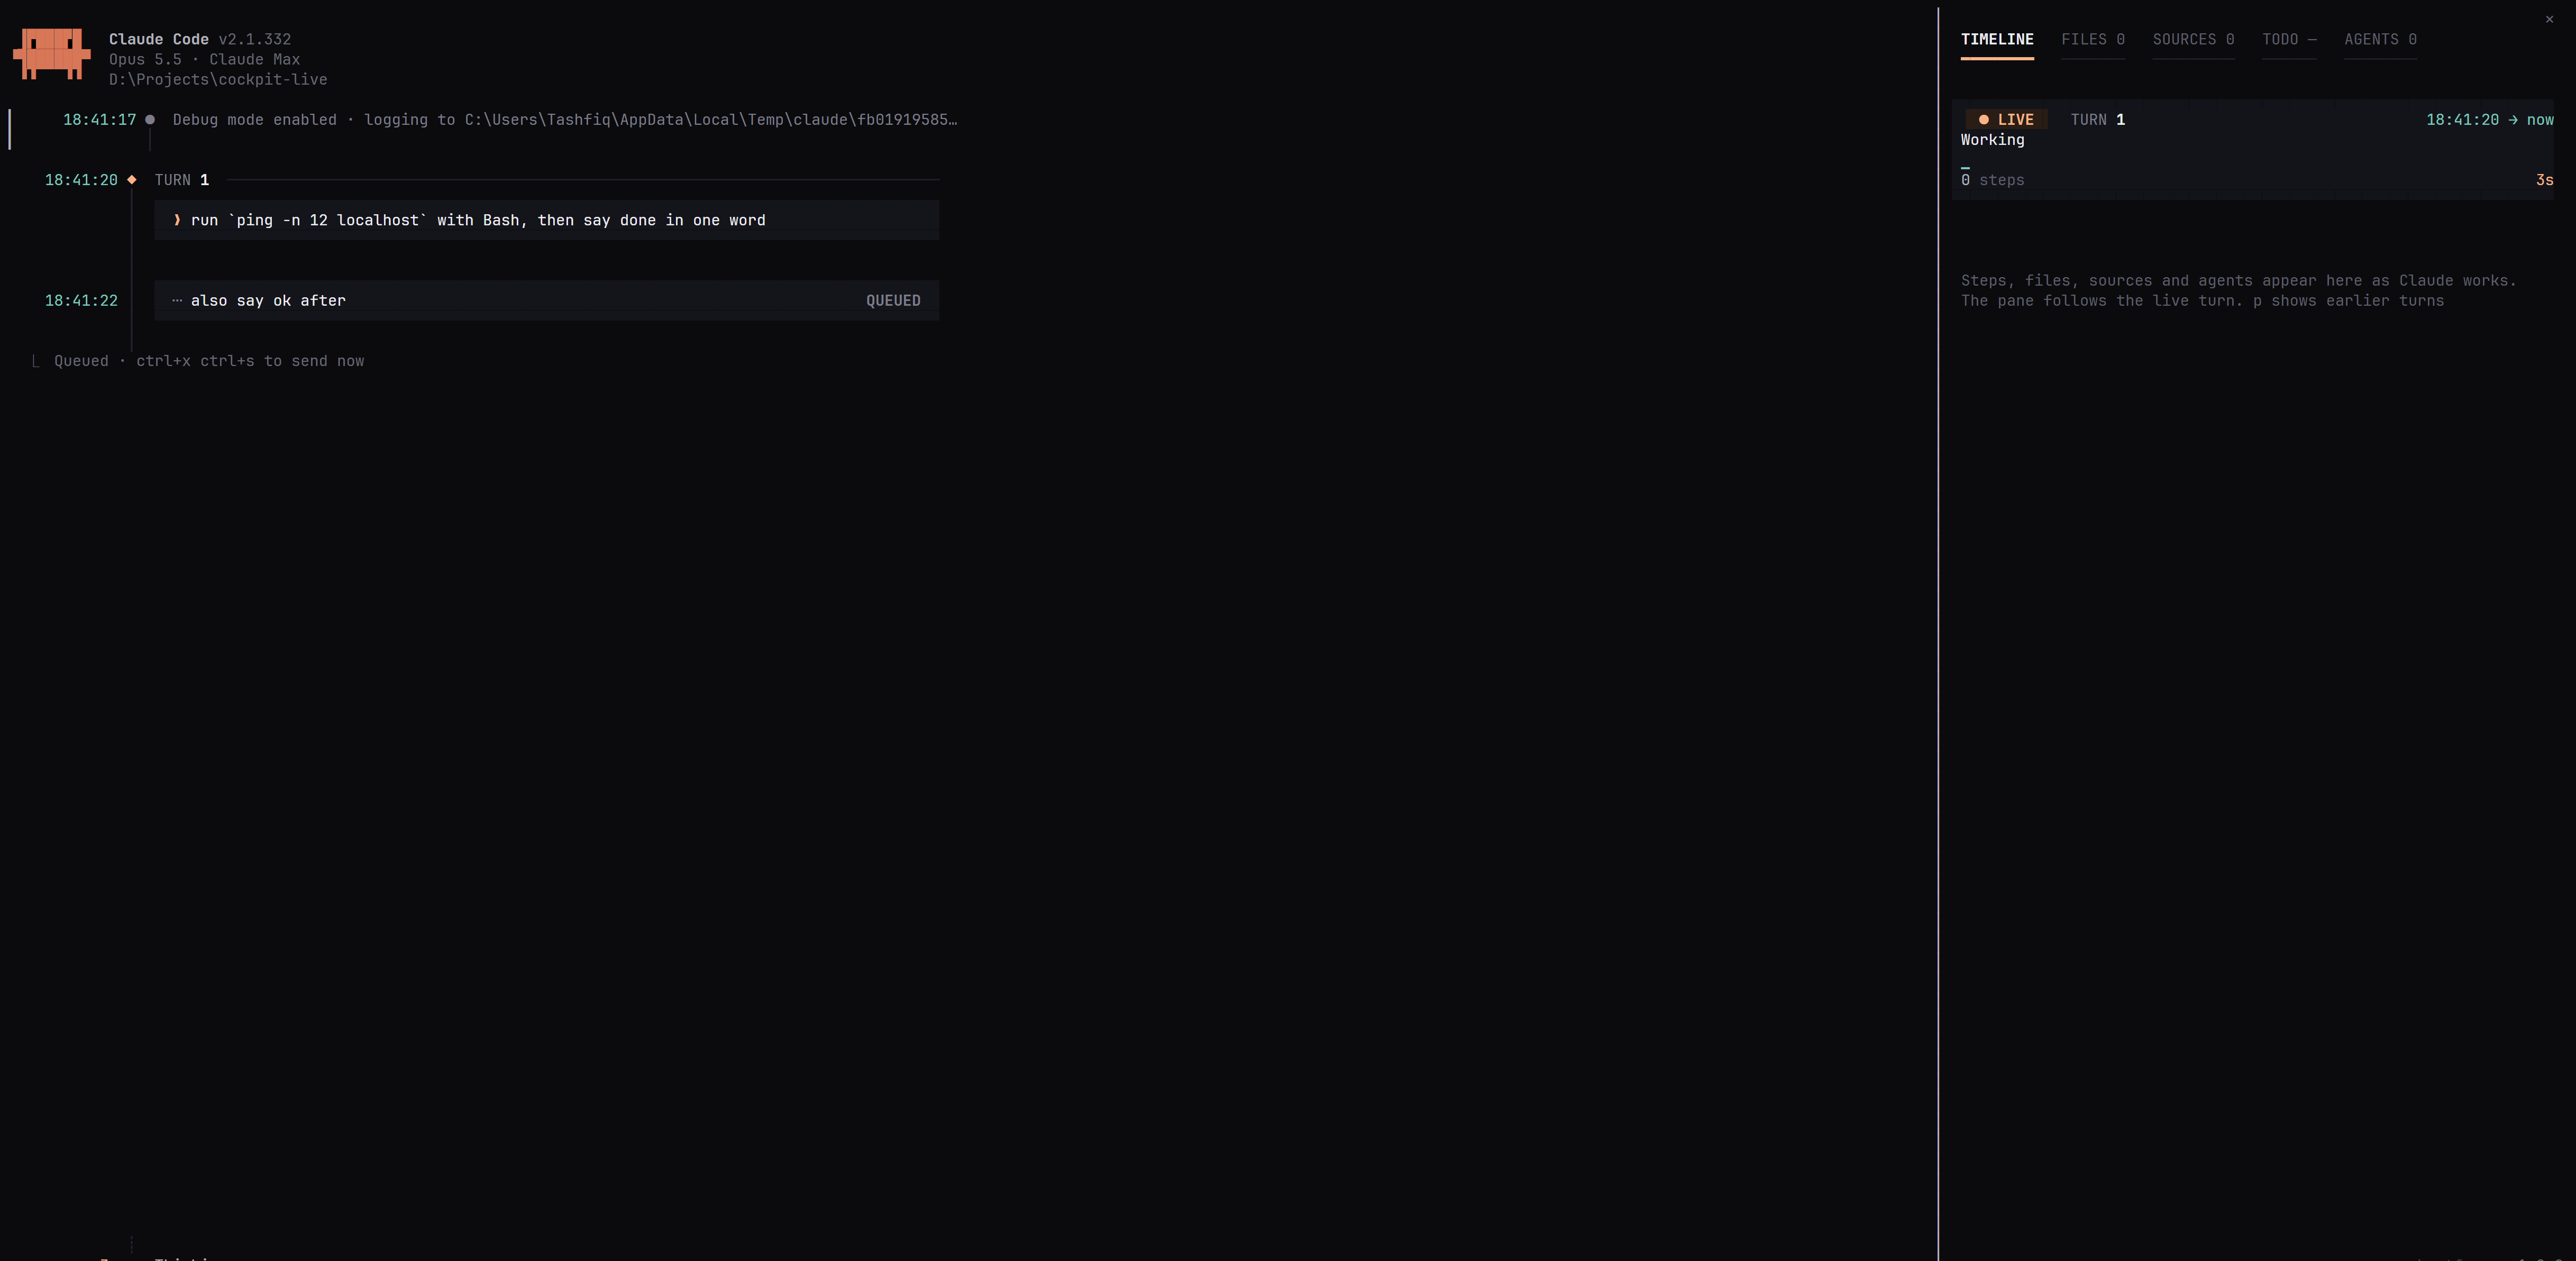 Claude Code v2.1.332
Opus 5.5 · Claude Max
D:\Projects\cockpit-live
18:41:17 ● Debug mode enabled · logging to C:\Users\Tashfiq\AppData\Local\Temp\claude\fb01919585…
18:41:20 ◆ TURN 1
❯ run `ping -n 12 localhost` with Bash, then say done in one word
18:41:22 ⋯ also say ok after QUEUED
⎿ Queued · ctrl+x ctrl+s to send now
×
TIMELINE FILES 0 SOURCES 0 TODO — AGENTS 0
● LIVE TURN 1 18:41:20 → now
Working
0 steps 3s
Steps, files, sources and agents appear here as Claude works.
The pane follows the live turn. p shows earlier turns